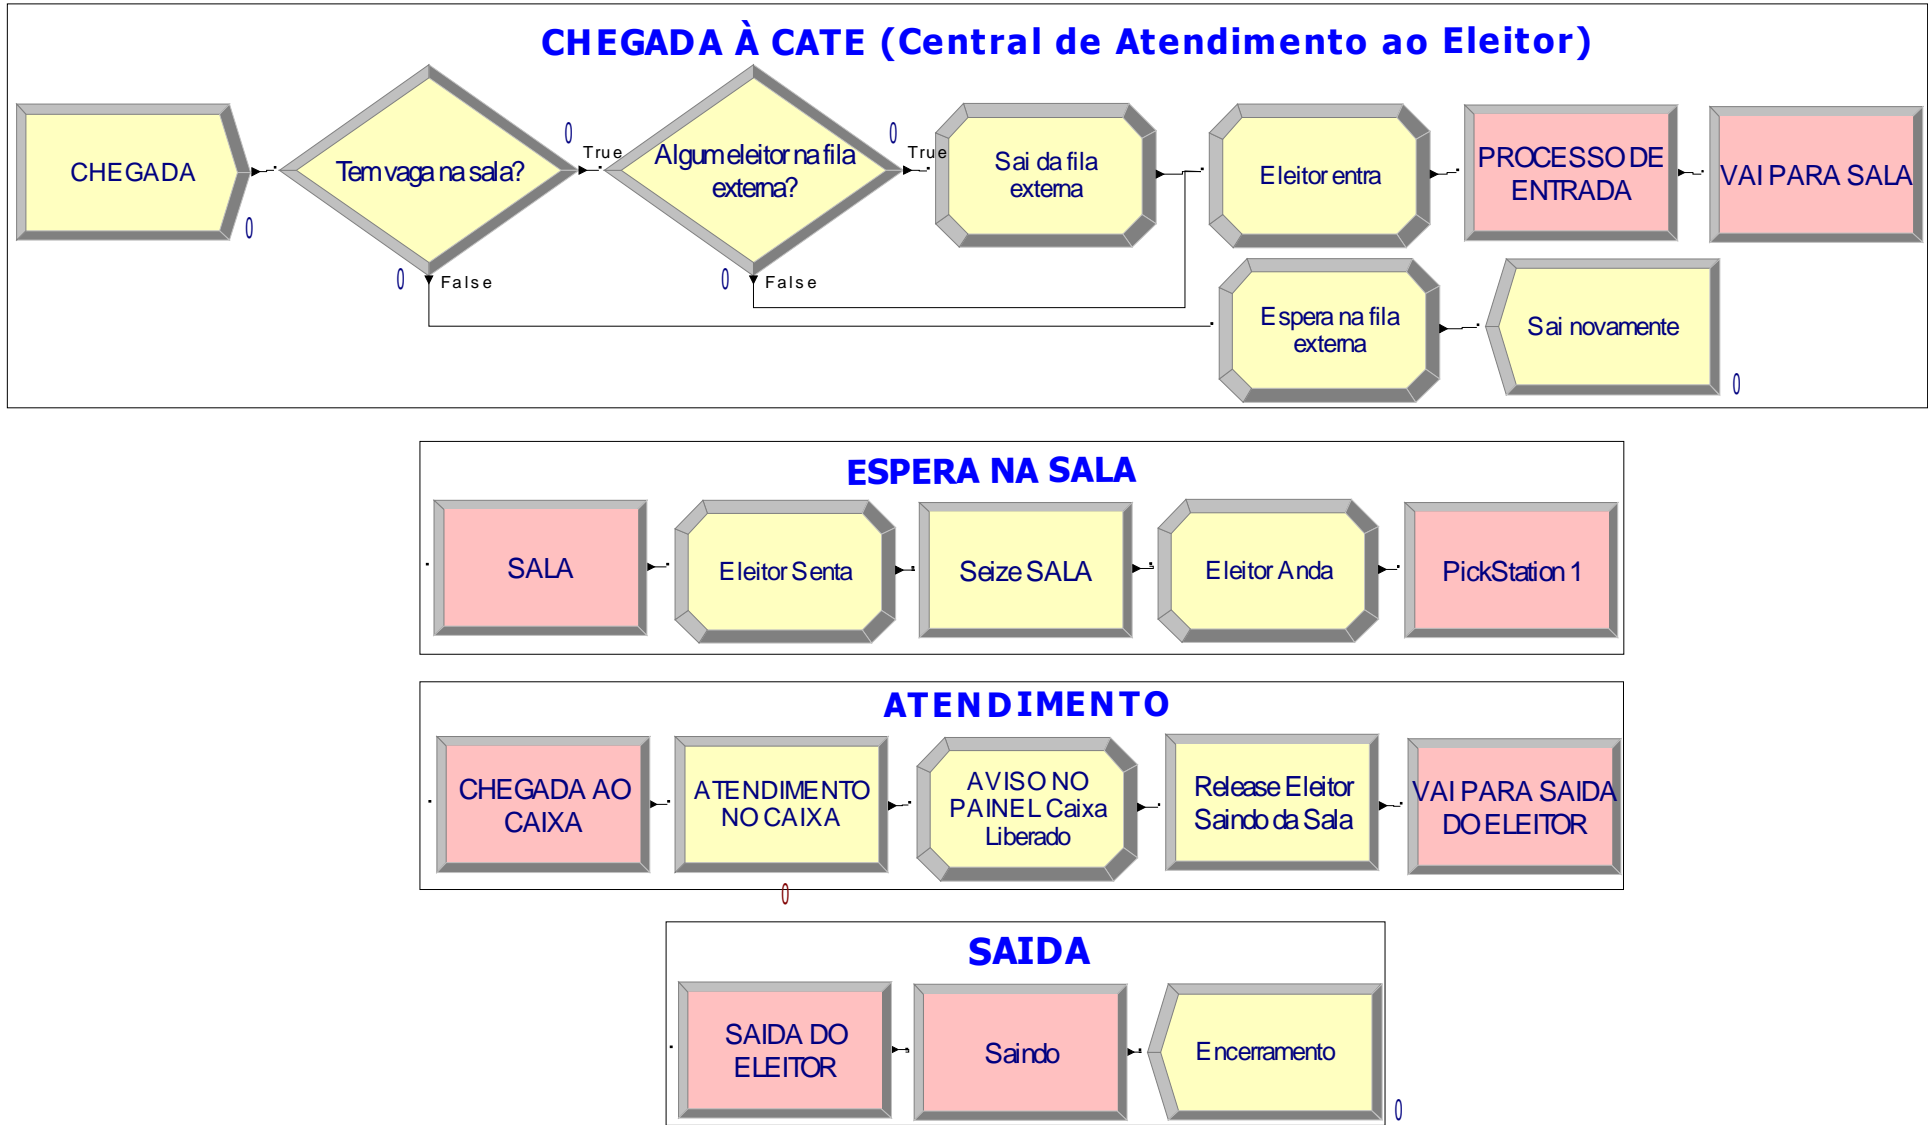 CHEGADA À CATE (Central de Atendimento ao Eleitor)
CHEGADA
0
Tem vaga na sala?
0
True
0
False
Algum eleitor na fila
externa?
0
True
0
False
Sai da fila
externa
Eleitor entra
PROCESSO DE
ENTRADA
VAI PARA SALA
Espera na fila
externa
Sai novamente
0
ESPERA NA SALA
SALA
Eleitor Senta
Seize SALA
Eleitor Anda
PickStation 1
ATENDIMENTO
CHEGADA AO
CAIXA
ATENDIMENTO
NO CAIXA
0
AVISO NO
PAINEL Caixa
Liberado
Release Eleitor
Saindo da Sala
VAI PARA SAIDA
DO ELEITOR
SAIDA
SAIDA DO
ELEITOR
Saindo
Encerramento
0